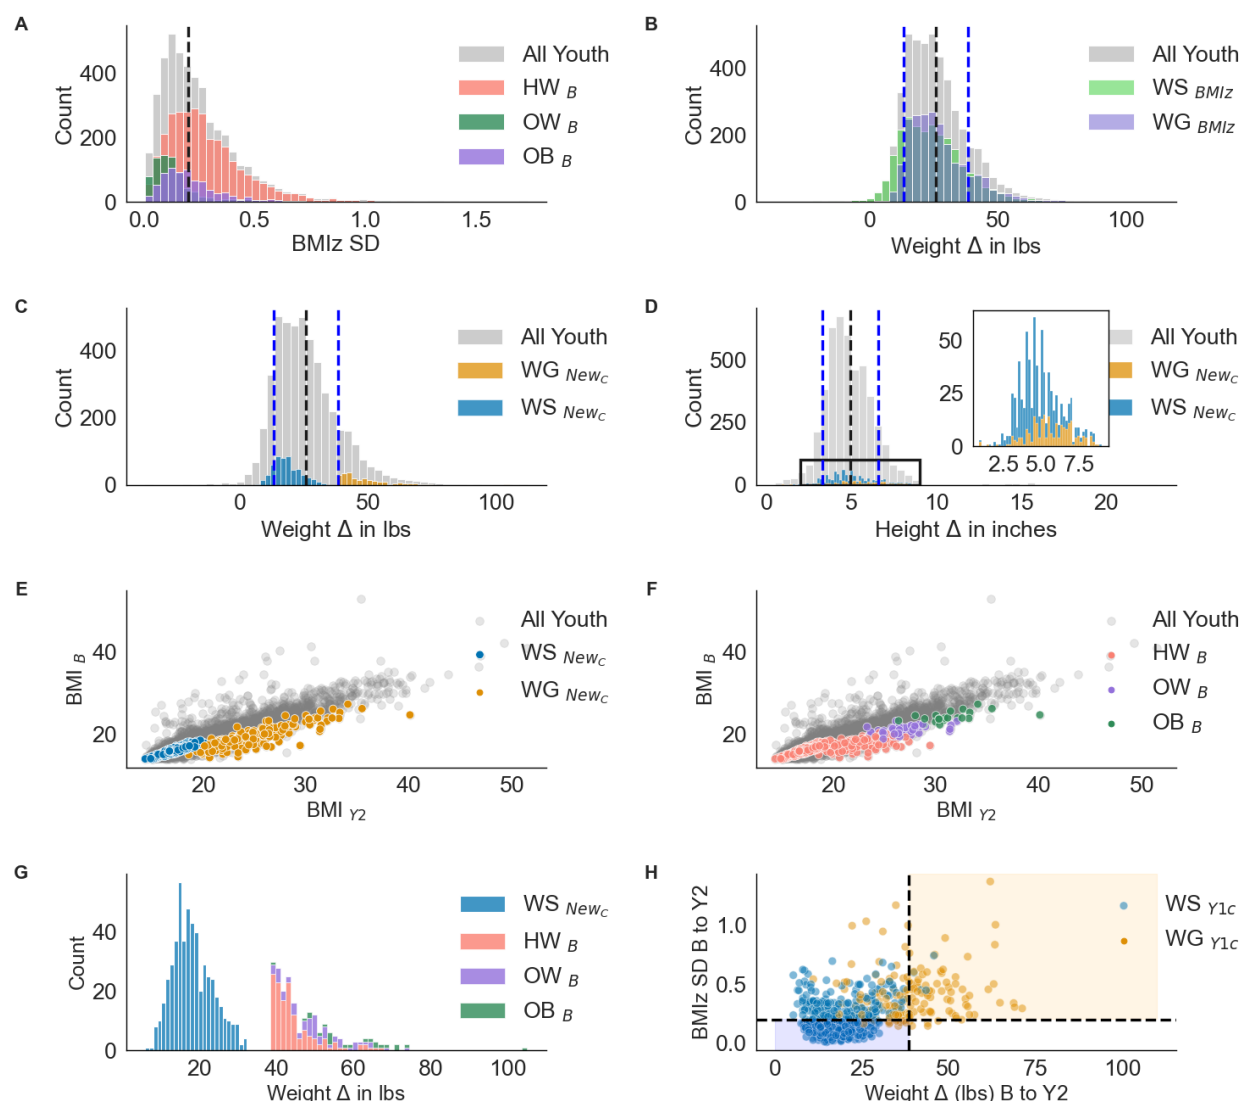 A
All Youth
HW B
OW B
OB B
Count
400
200
0
0.0
0.5
1.0
1.5
BMIz SD
B
All Youth
WS BMIz
WG BMIz
Count
400
200
0
0
50
100
Weight Δ in lbs
C
All Youth
WG Newc
WS Newc
Count
400
200
0
0
50
100
Weight Δ in lbs
D
All Youth
WG Newc
WS Newc
Count
500
250
0
50
25
0
2.5 5.0 7.5
0
5
10
15
20
Height Δ in inches
E
All Youth
WS Newc
WG Newc
BMI B
40
20
20
30
40
50
BMI Y2
F
All Youth
HW B
OW B
OB B
BMI B
40
20
20
30
40
50
BMI Y2
G
WS Newc
HW B
OW B
OB B
Count
40
20
0
20
40
60
80
100
Weight Δ in lbs
H
WS Y1c
WG Y1c
BMIz SD B to Y2
1.0
0.5
0.0
0
25
50
75
100
Weight Δ (lbs) B to Y2